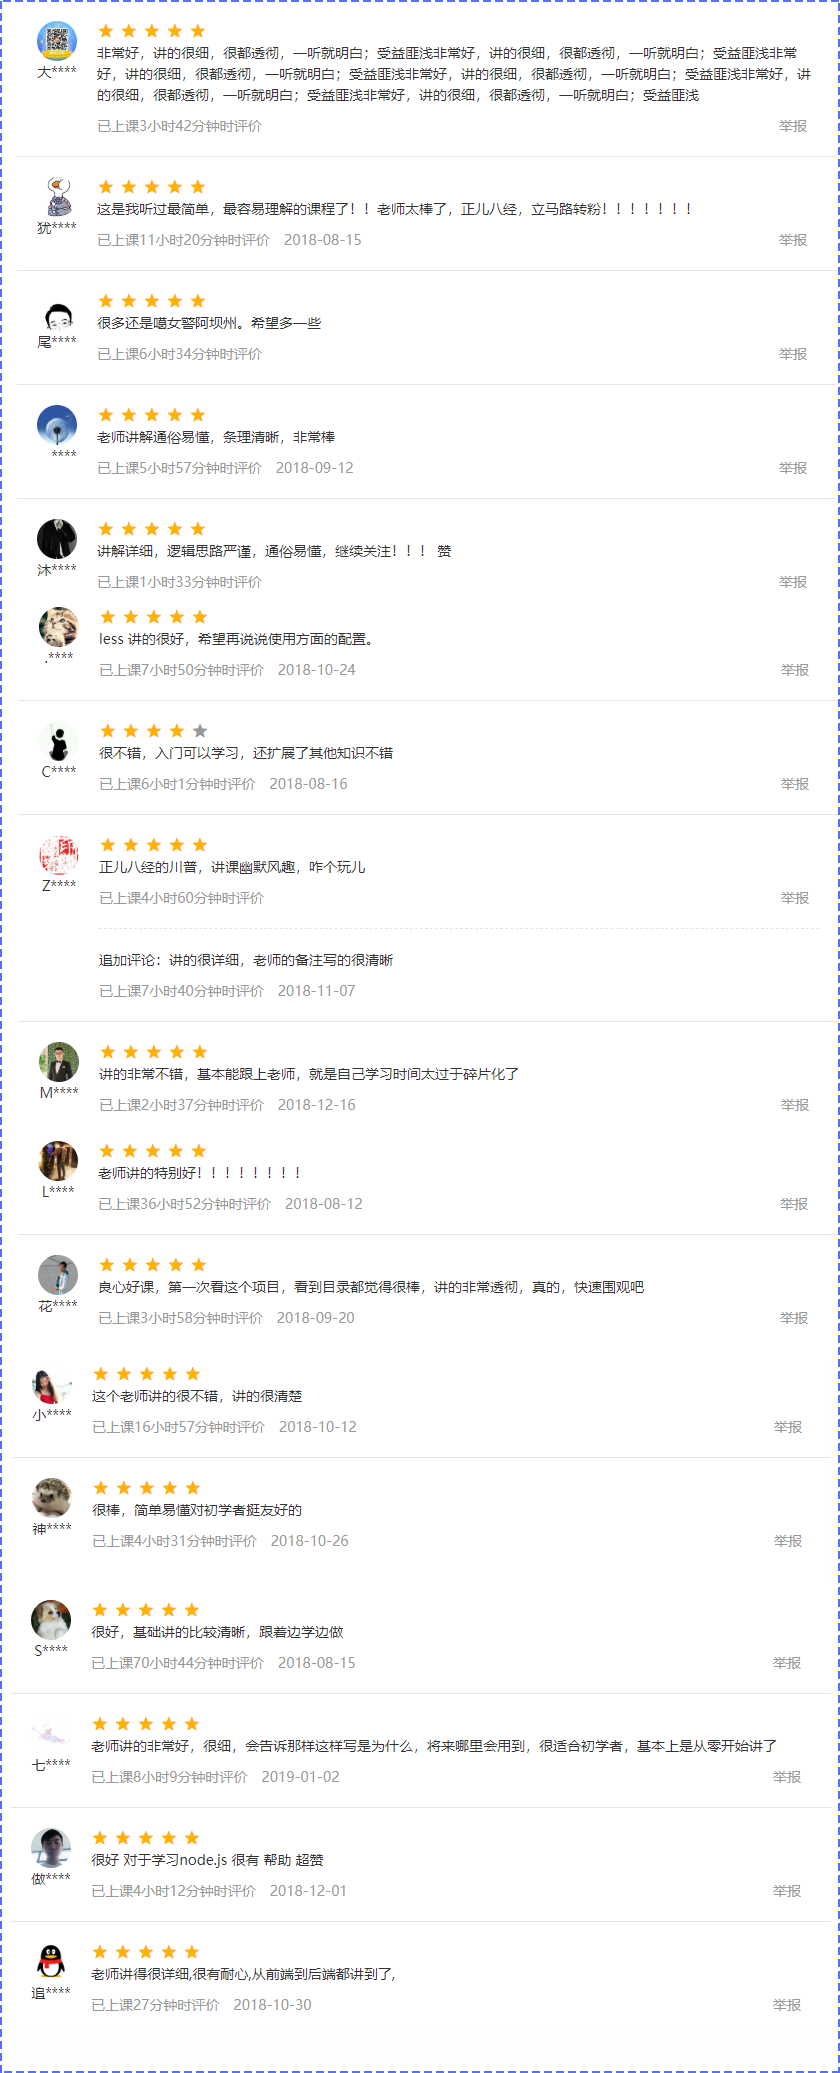 非常好，讲的很细，很都透彻，一听就明白；受益匪浅非常好，讲的很细，很都透彻，一听就明白；受益匪浅非常
大****
好，讲的很细，很都透彻，一听就明白；受益匪浅非常好，讲的很细，很都透彻，一听就明白；受益匪浅非常好，讲
的很细，很都透彻，一听就明白；受益匪浅非常好，讲的很细，很都透彻，一听就明白；受益匪浅
已上课3小时42分钟时评价 举报
这是我听过最简单，最容易理解的课程了！！老师太棒了，正儿八经，立马路转粉！！！！！！！
犹****
已上课11小时20分钟时评价 2018-08-15 举报
很多还是噶女警阿坝州。希望多一些
尾****
已上课6小时34分钟时评价 举报
老师讲解通俗易懂，条理清晰，非常棒
****
已上课5小时57分钟时评价 2018-09-12 举报
讲解详细，逻辑思路严谨，通俗易懂，继续关注！！！ 赞
沐****
已上课1小时33分钟时评价 举报
less 讲的很好，希望再说说使用方面的配置。
.****
已上课7小时50分钟时评价 2018-10-24 举报
很不错，入门可以学习，还扩展了其他知识不错
C****
已上课6小时1分钟时评价 2018-08-16 举报
正儿八经的川普，讲课幽默风趣，咋个玩儿
Z****
已上课4小时60分钟时评价 举报
追加评论：讲的很详细，老师的备注写的很清晰
已上课7小时40分钟时评价 2018-11-07
讲的非常不错，基本能跟上老师，就是自己学习时间太过于碎片化了
M****
已上课2小时37分钟时评价 2018-12-16 举报
老师讲的特别好！！！！！！！！
L****
已上课36小时52分钟时评价 2018-08-12 举报
良心好课，第一次看这个项目，看到目录都觉得很棒，讲的非常透彻，真的，快速围观吧
花****
已上课3小时58分钟时评价 2018-09-20 举报
这个老师讲的很不错，讲的很清楚
小****
已上课16小时57分钟时评价 2018-10-12 举报
很棒，简单易懂对初学者挺友好的
神****
已上课4小时31分钟时评价 2018-10-26 举报
很好，基础讲的比较清晰，跟着边学边做
S****
已上课70小时44分钟时评价 2018-08-15 举报
老师讲的非常好，很细，会告诉那样这样写是为什么，将来哪里会用到，很适合初学者，基本上是从零开始讲了
七****
已上课8小时9分钟时评价 2019-01-02 举报
很好 对于学习node.js 很有 帮助 超赞
做****
已上课4小时12分钟时评价 2018-12-01 举报
老师讲得很详细,很有耐心,从前端到后端都讲到了,
追****
已上课27分钟时评价 2018-10-30 举报